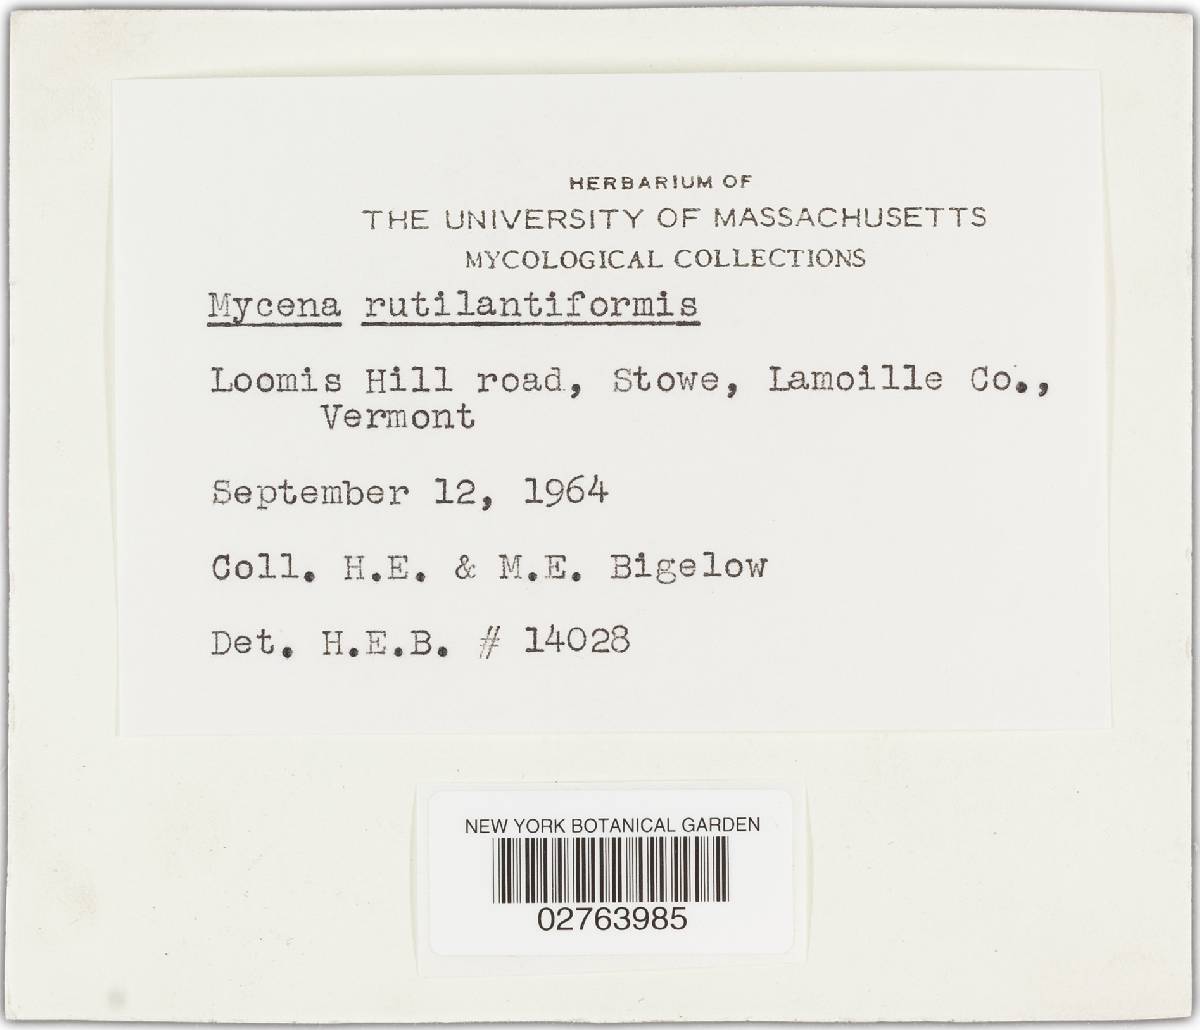 HERBARIUM OF
THE UNIVERSITY OF MASSACHUSETTS
MYCOLOGICAL COLLECTIONS
Mycena rutilantiformis
Loomis Hill road, Stowe, Lamoille Co.,
Vermont
September 12, 1964
Coll. H.E. & M.E. Bigelow
Det. H.E.B. # 14028
NEW YORK BOTANICAL GARDEN
02763985